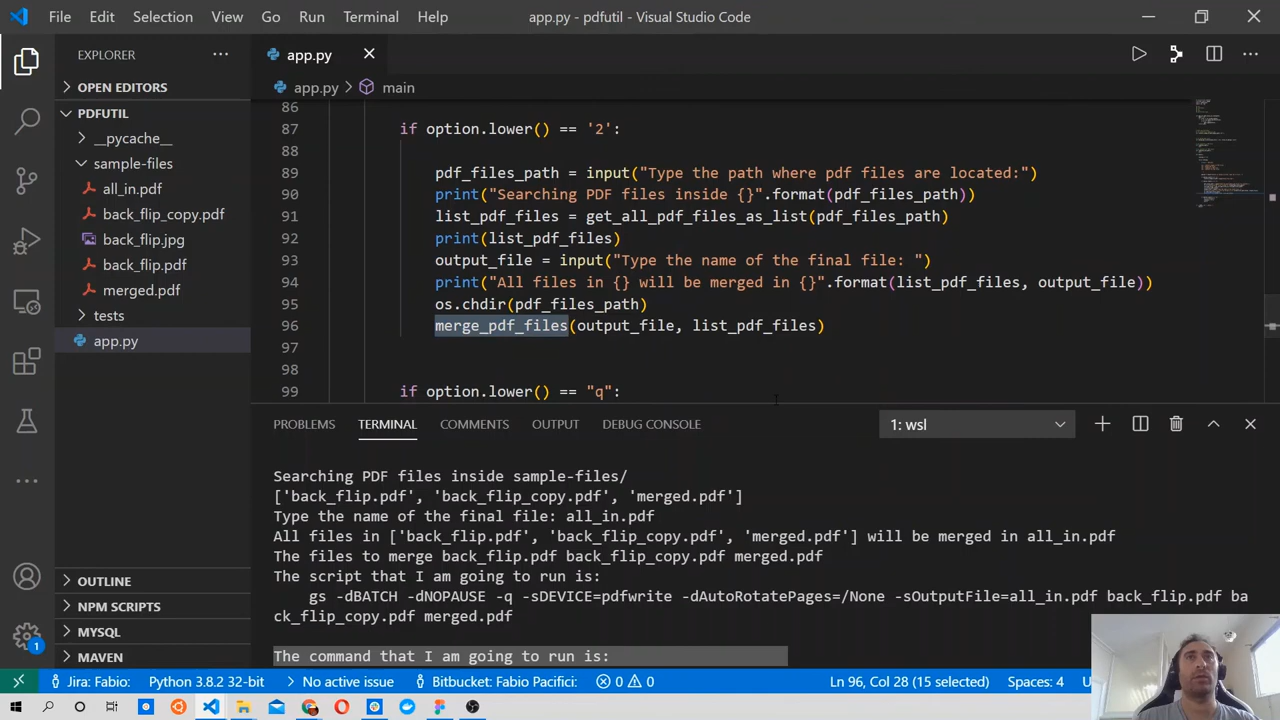 File Edit Selection View Go Run Terminal Help app.py - pdfutil - Visual Studio Code
EXPLORER
OPEN EDITORS
PDFUTIL
__pycache__
sample-files
all_in.pdf
back_flip_copy.pdf
back_flip.jpg
back_flip.pdf
merged.pdf
tests
app.py
OUTLINE
NPM SCRIPTS
MYSQL
MAVEN
app.py
app.py > main
86
87 if option.lower() == '2':
88
89 pdf_files_path = input("Type the path where pdf files are located:")
90 print("Searching PDF files inside {}".format(pdf_files_path))
91 list_pdf_files = get_all_pdf_files_as_list(pdf_files_path)
92 print(list_pdf_files)
93 output_file = input("Type the name of the final file: ")
94 print("All files in {} will be merged in {}".format(list_pdf_files, output_file))
95 os.chdir(pdf_files_path)
96 merge_pdf_files(output_file, list_pdf_files)
97
98
99 if option.lower() == "q":
PROBLEMS TERMINAL COMMENTS OUTPUT DEBUG CONSOLE 1: wsl
Searching PDF files inside sample-files/
['back_flip.pdf', 'back_flip_copy.pdf', 'merged.pdf']
Type the name of the final file: all_in.pdf
All files in ['back_flip.pdf', 'back_flip_copy.pdf', 'merged.pdf'] will be merged in all_in.pdf
The files to merge back_flip.pdf back_flip_copy.pdf merged.pdf
The script that I am going to run is:
gs -dBATCH -dNOPAUSE -q -sDEVICE=pdfwrite -dAutoRotatePages=/None -sOutputFile=all_in.pdf back_flip.pdf ba
ck_flip_copy.pdf merged.pdf
The command that I am going to run is:
1
Jira: Fabio: Python 3.8.2 32-bit No active issue Bitbucket: Fabio Pacifici: 0 0 Ln 96, Col 28 (15 selected) Spaces: 4